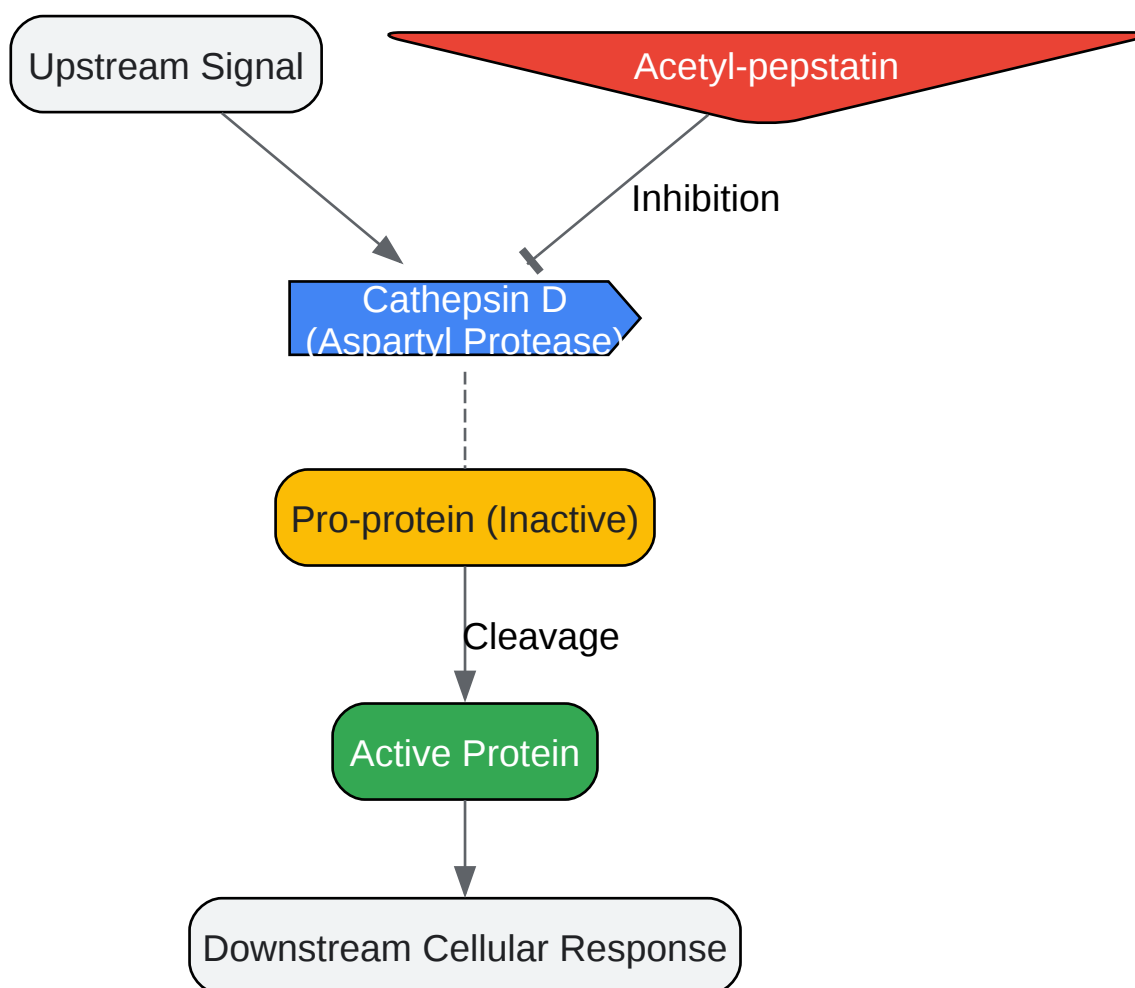 Upstream Signal
Acetyl-pepstatin
Inhibition
Cathepsin D
(Aspartyl Protease)
Pro-protein (Inactive)
Cleavage
Active Protein
Downstream Cellular Response